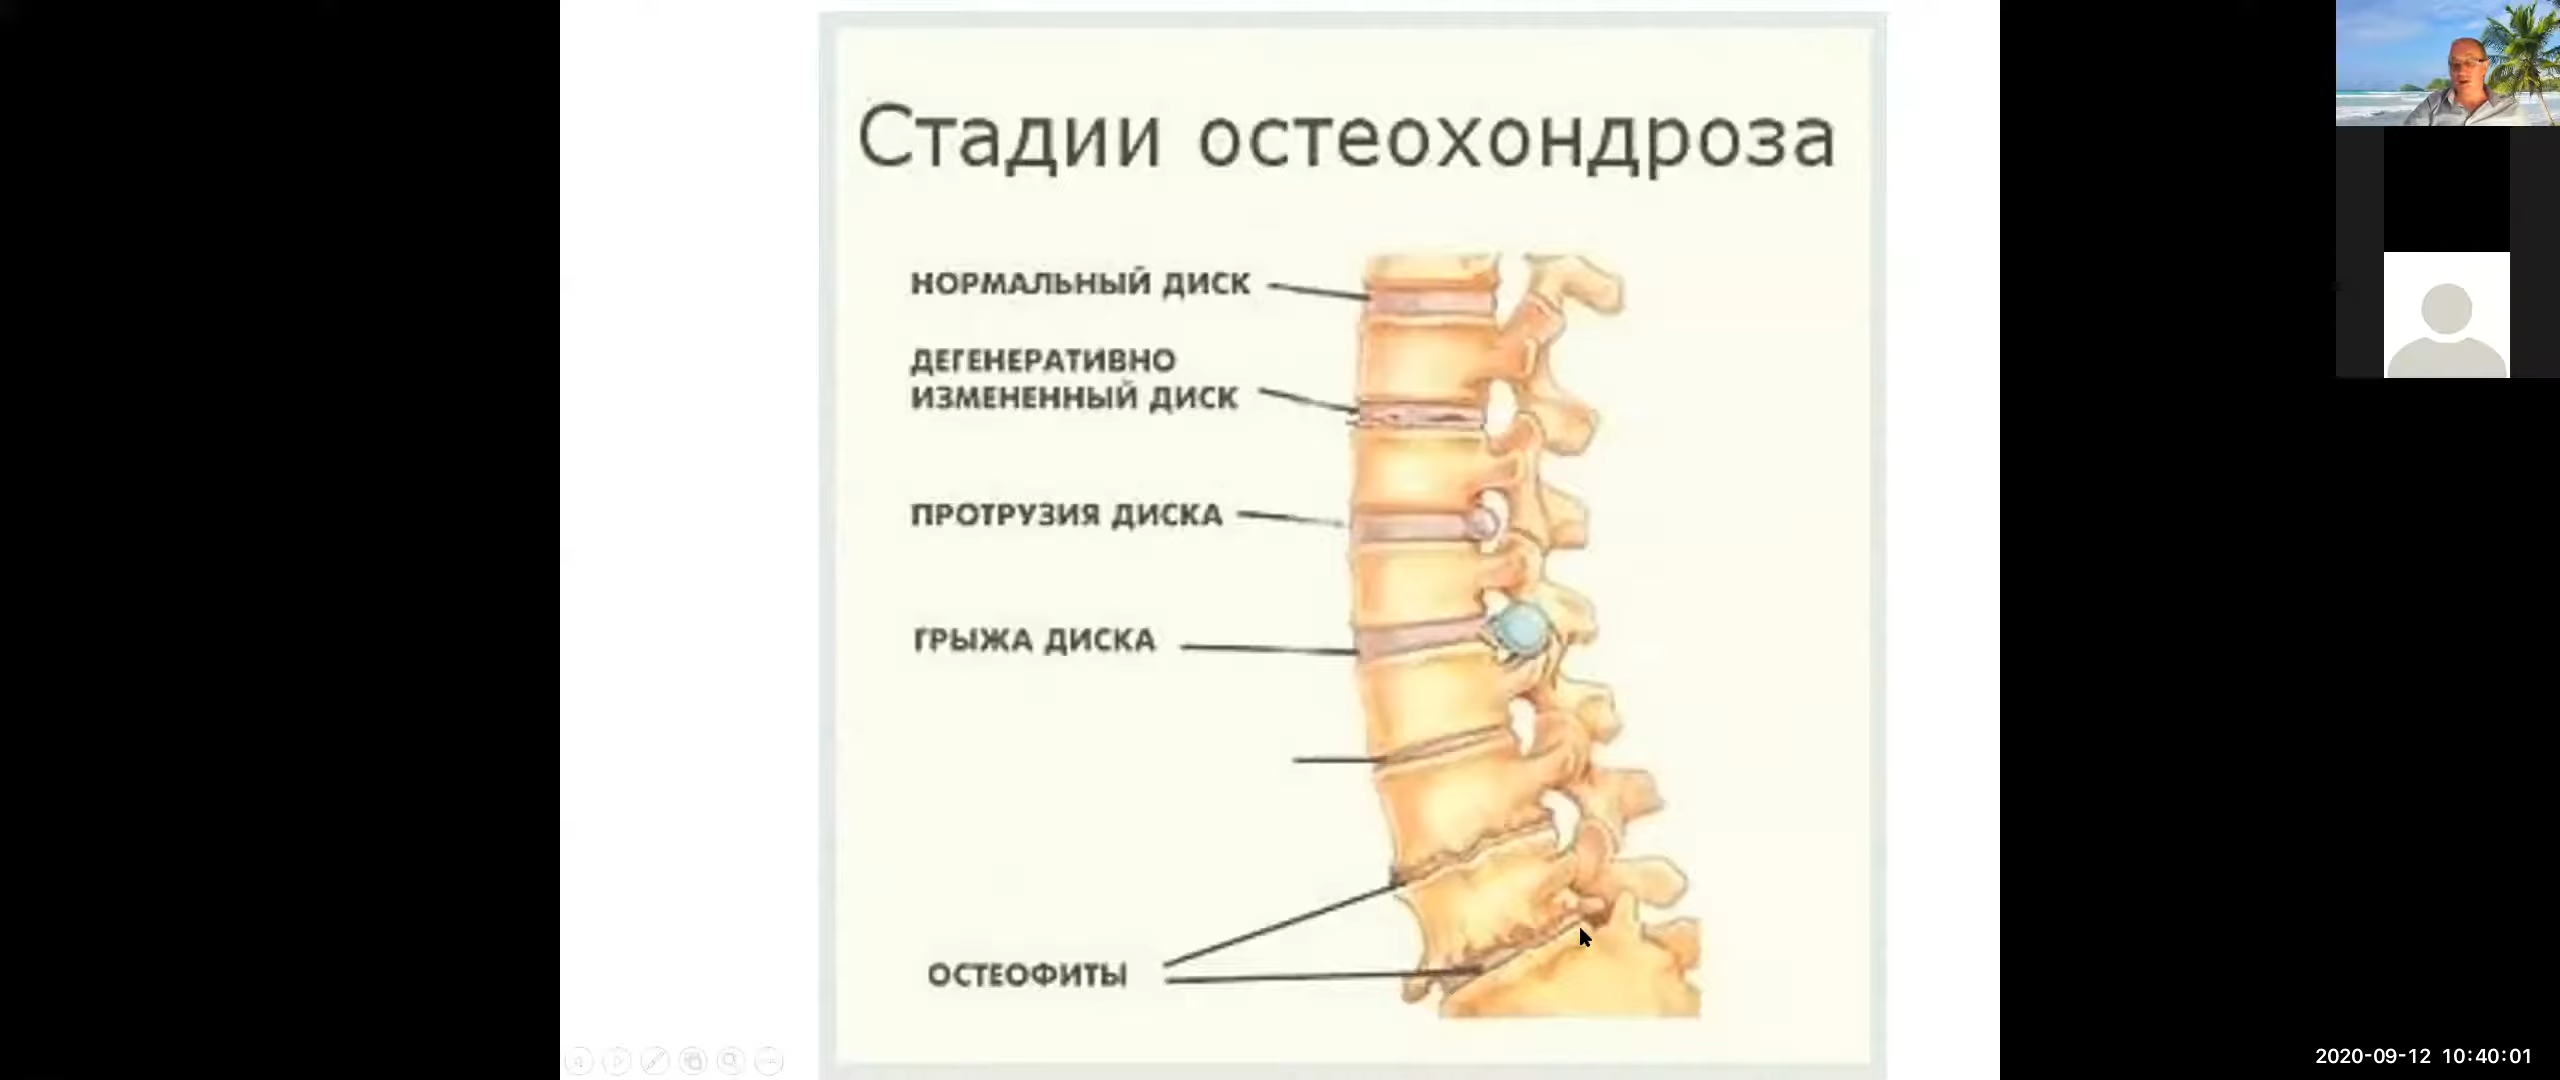 Стадии остеохондроза
НОРМАЛЬНЫЙ ДИСК
ДЕГЕНЕРАТИВНО
ИЗМЕНЕННЫЙ ДИСК
ПРОТРУЗИЯ ДИСКА
ГРЫЖА ДИСКА
ОСТЕОФИТЫ
2020-09-12 10:40:01